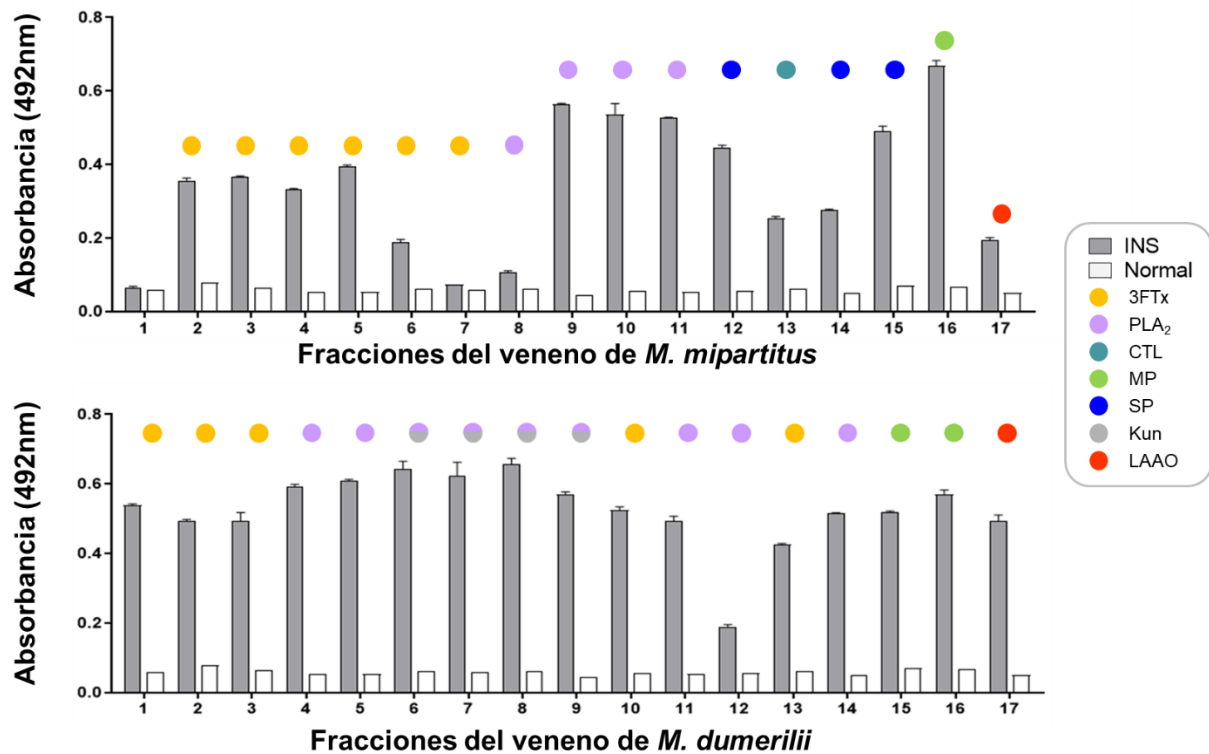 Absorbancia (492nm)
0.8
0.6
0.4
0.2
0.0
1 2 3 4 5 6 7 8 9 10 11 12 13 14 15 16 17
Fracciones del veneno de M. mipartitus
Absorbancia (492nm)
0.8
0.6
0.4
0.2
0.0
1 2 3 4 5 6 7 8 9 10 11 12 13 14 15 16 17
Fracciones del veneno de M. dumerilii
INS
Normal
3FTx
PLA₂
CTL
MP
SP
Kun
LAAO